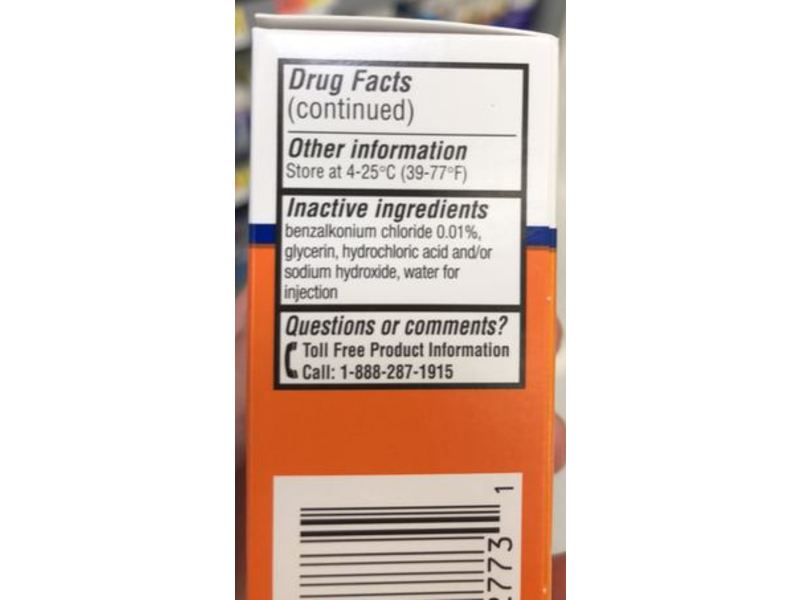 Drug Facts
(continued)
Other information
Store at 4-25°C (39-77°F)
Inactive ingredients
benzalkonium chloride 0.01%,
glycerin, hydrochloric acid and/or
sodium hydroxide, water for
injection
Questions or comments?
Toll Free Product Information
Call: 1-888-287-1915
2773 1